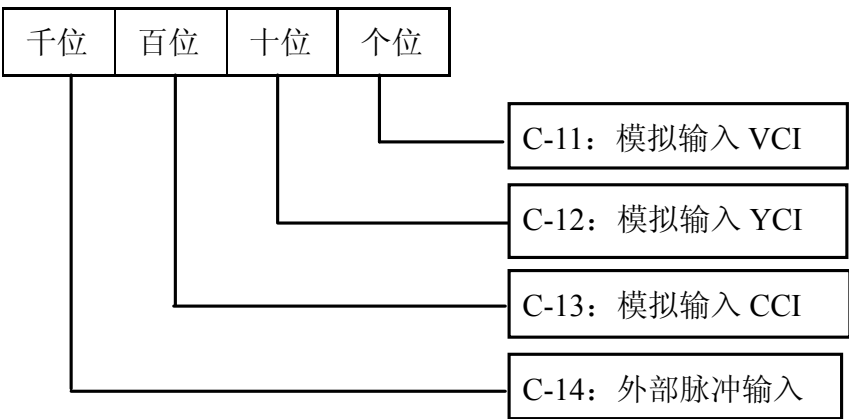 千位 百位 十位 个位
C-11：模拟输入 VCI
C-12：模拟输入 YCI
C-13：模拟输入 CCI
C-14：外部脉冲输入